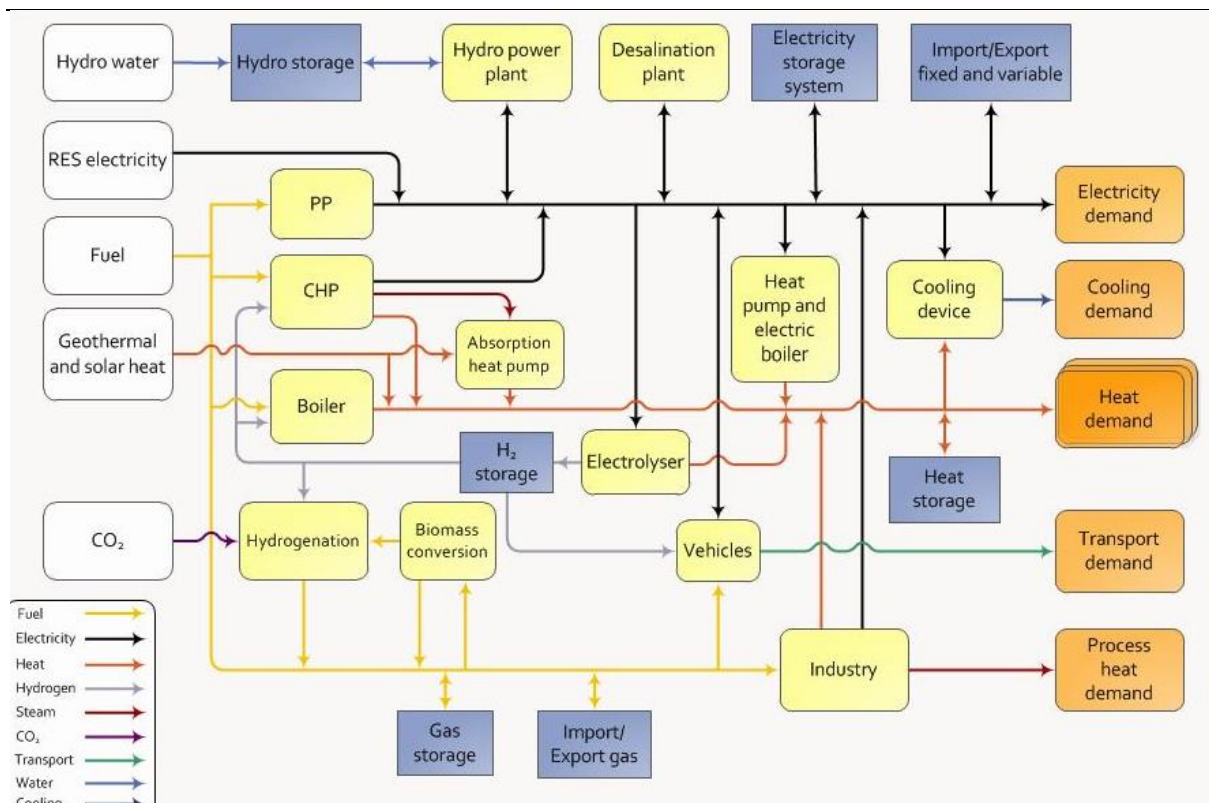 Hydro water
Hydro storage
Hydro power
plant
Desalination
plant
Electricity
storage
system
Import/Export
fixed and variable
RES electricity
PP
Electricity
demand
Fuel
CHP
Heat
pump and
electric
boiler
Cooling
device
Cooling
demand
Geothermal
and solar heat
Absorption
heat pump
Boiler
Heat
demand
H₂
storage
Electrolyser
Heat
storage
CO₂
Hydrogenation
Biomass
conversion
Vehicles
Transport
demand
Industry
Process
heat
demand
Gas
storage
Import/
Export gas
Fuel
Electricity
Heat
Hydrogen
Steam
CO₂
Transport
Water
Cooling